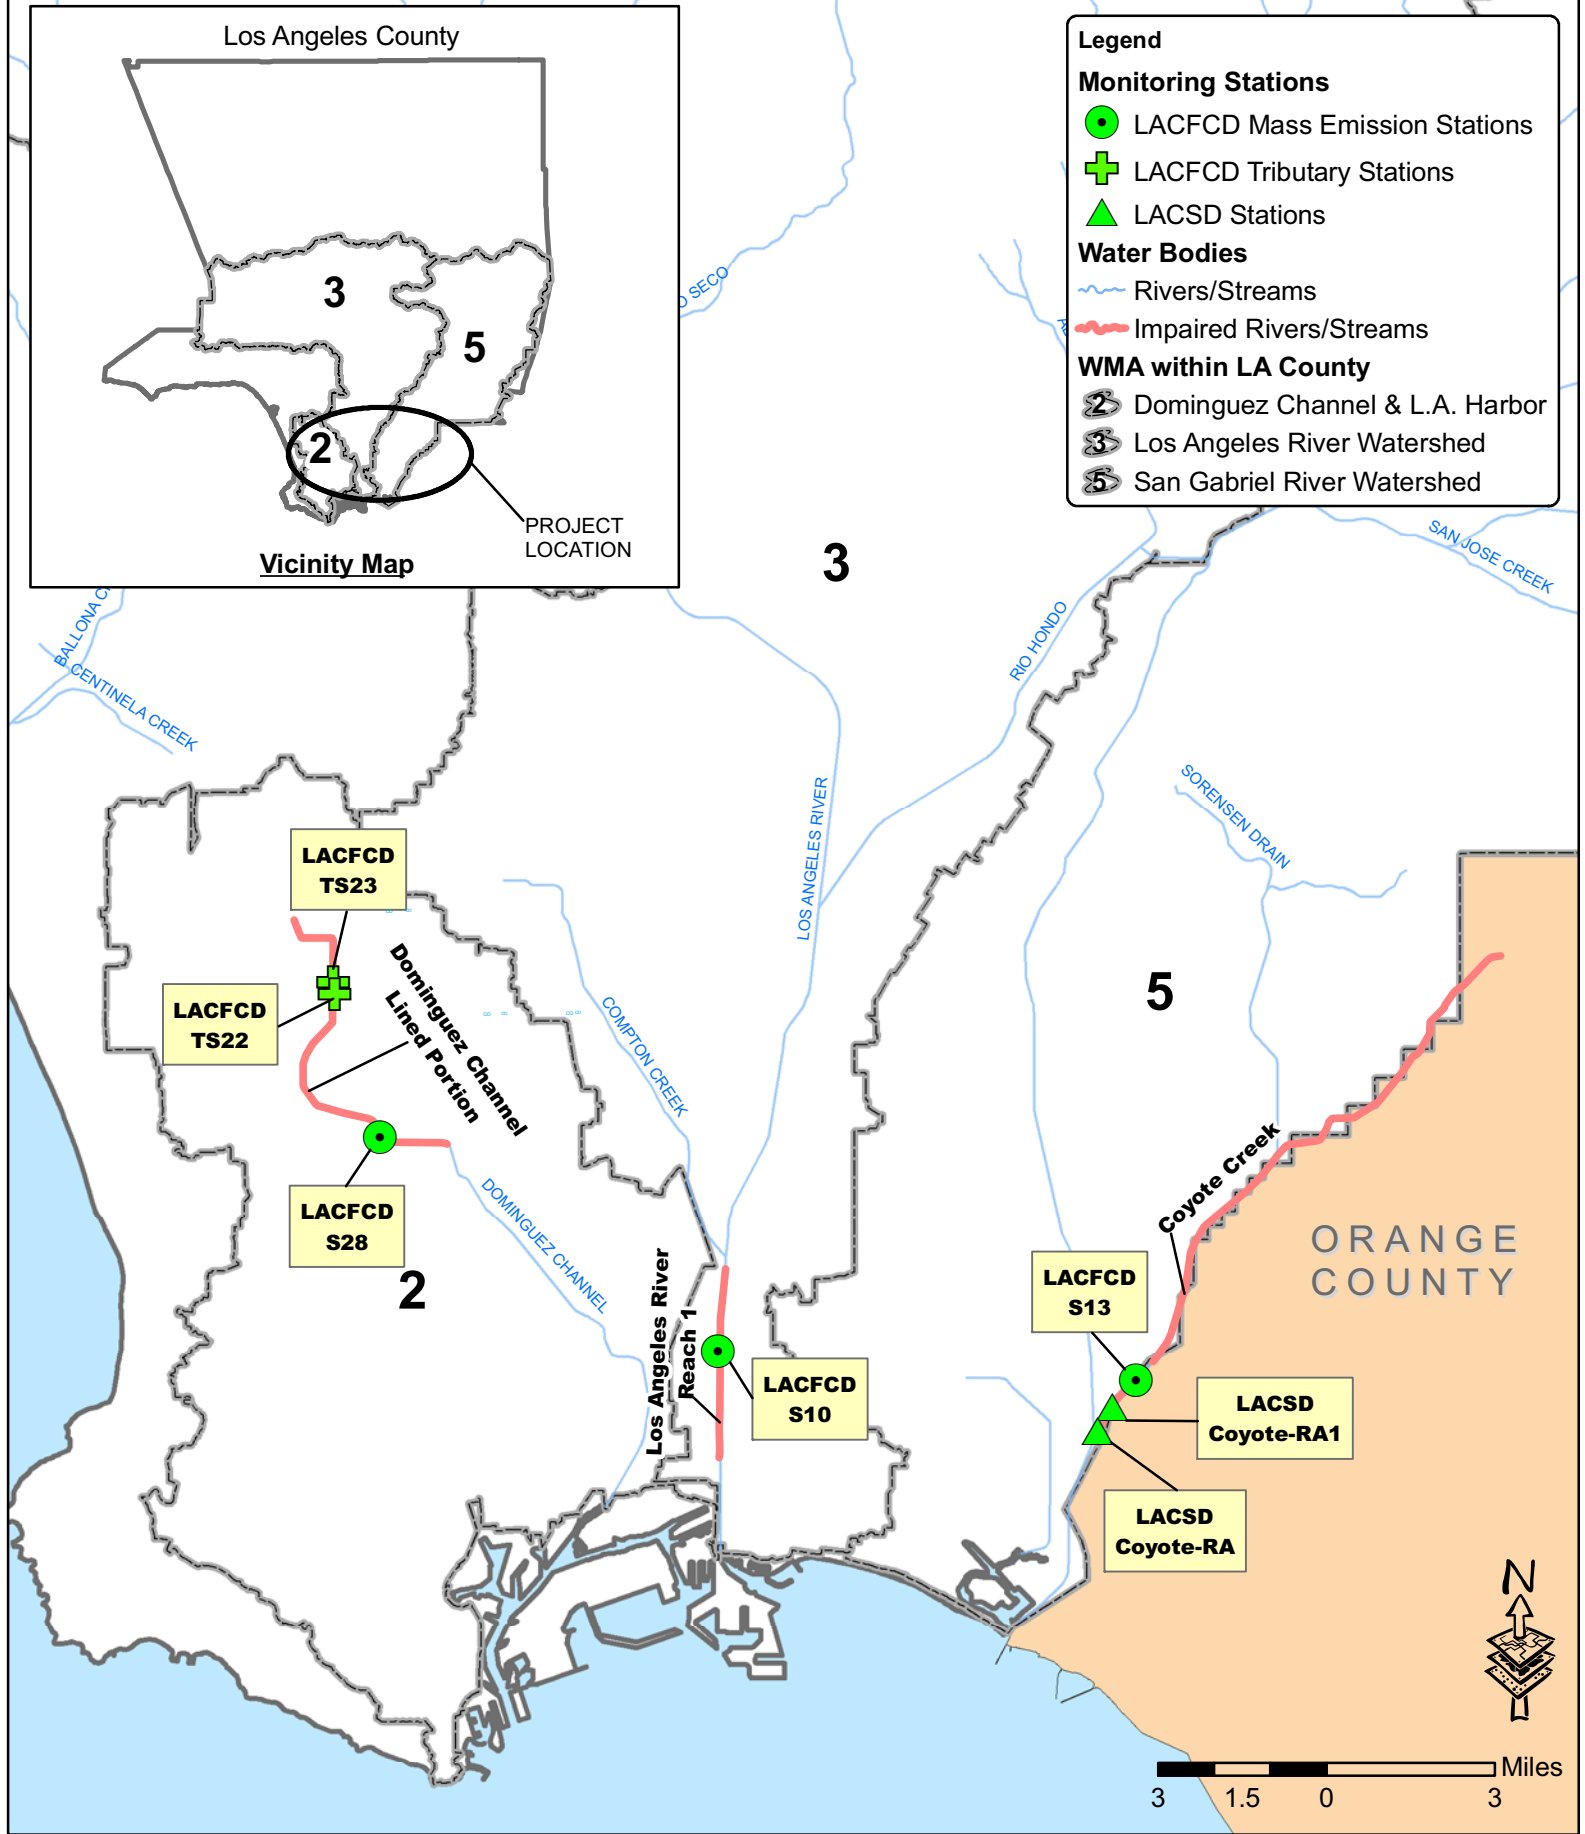 Los Angeles County
3
5
2
PROJECT
LOCATION
Vicinity Map
Legend
Monitoring Stations
LACFCD Mass Emission Stations
LACFCD Tributary Stations
LACSD Stations
Water Bodies
Rivers/Streams
Impaired Rivers/Streams
WMA within LA County
2 Dominguez Channel & L.A. Harbor
3 Los Angeles River Watershed
5 San Gabriel River Watershed
SECO
SAN JOSE CREEK
3
RIO HONDO
BALLONA
CENTINELA CREEK
SORENSEN DRAIN
LOS ANGELES RIVER
LACFCD
TS23
Dominguez Channel
Lined Portion
LACFCD
TS22
COMPTON CREEK
5
Coyote Creek
LACFCD
S28
DOMINGUEZ CHANNEL
2
ORANGE
COUNTY
LACFCD
S13
Los Angeles River
Reach 1
LACFCD
S10
LACSD
Coyote-RA1
LACSD
Coyote-RA
N
Miles
3 1.5 0 3